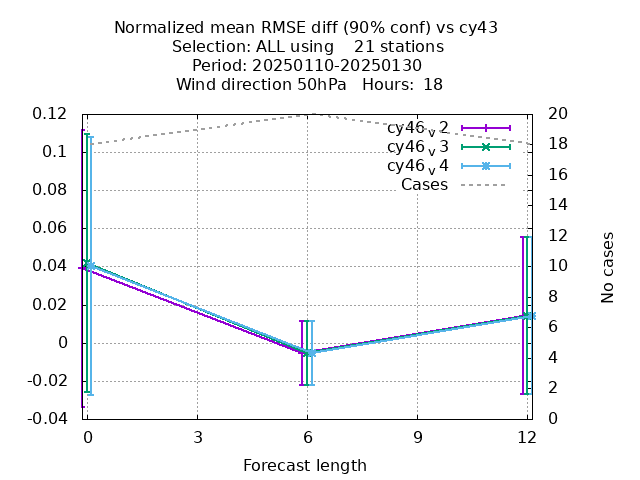 Normalized mean RMSE diff (90% conf) vs cy43
Selection: ALL using    21 stations
Period: 20250110-20250130
Wind direction 50hPa   Hours:  18
0.12
0.1
0.08
0.06
0.04
0.02
0
-0.02
-0.04
20
18
16
14
12
10
8
6
4
2
0
cy46v2
cy46v3
cy46v4
Cases
No cases
0
3
6
9
12
Forecast length